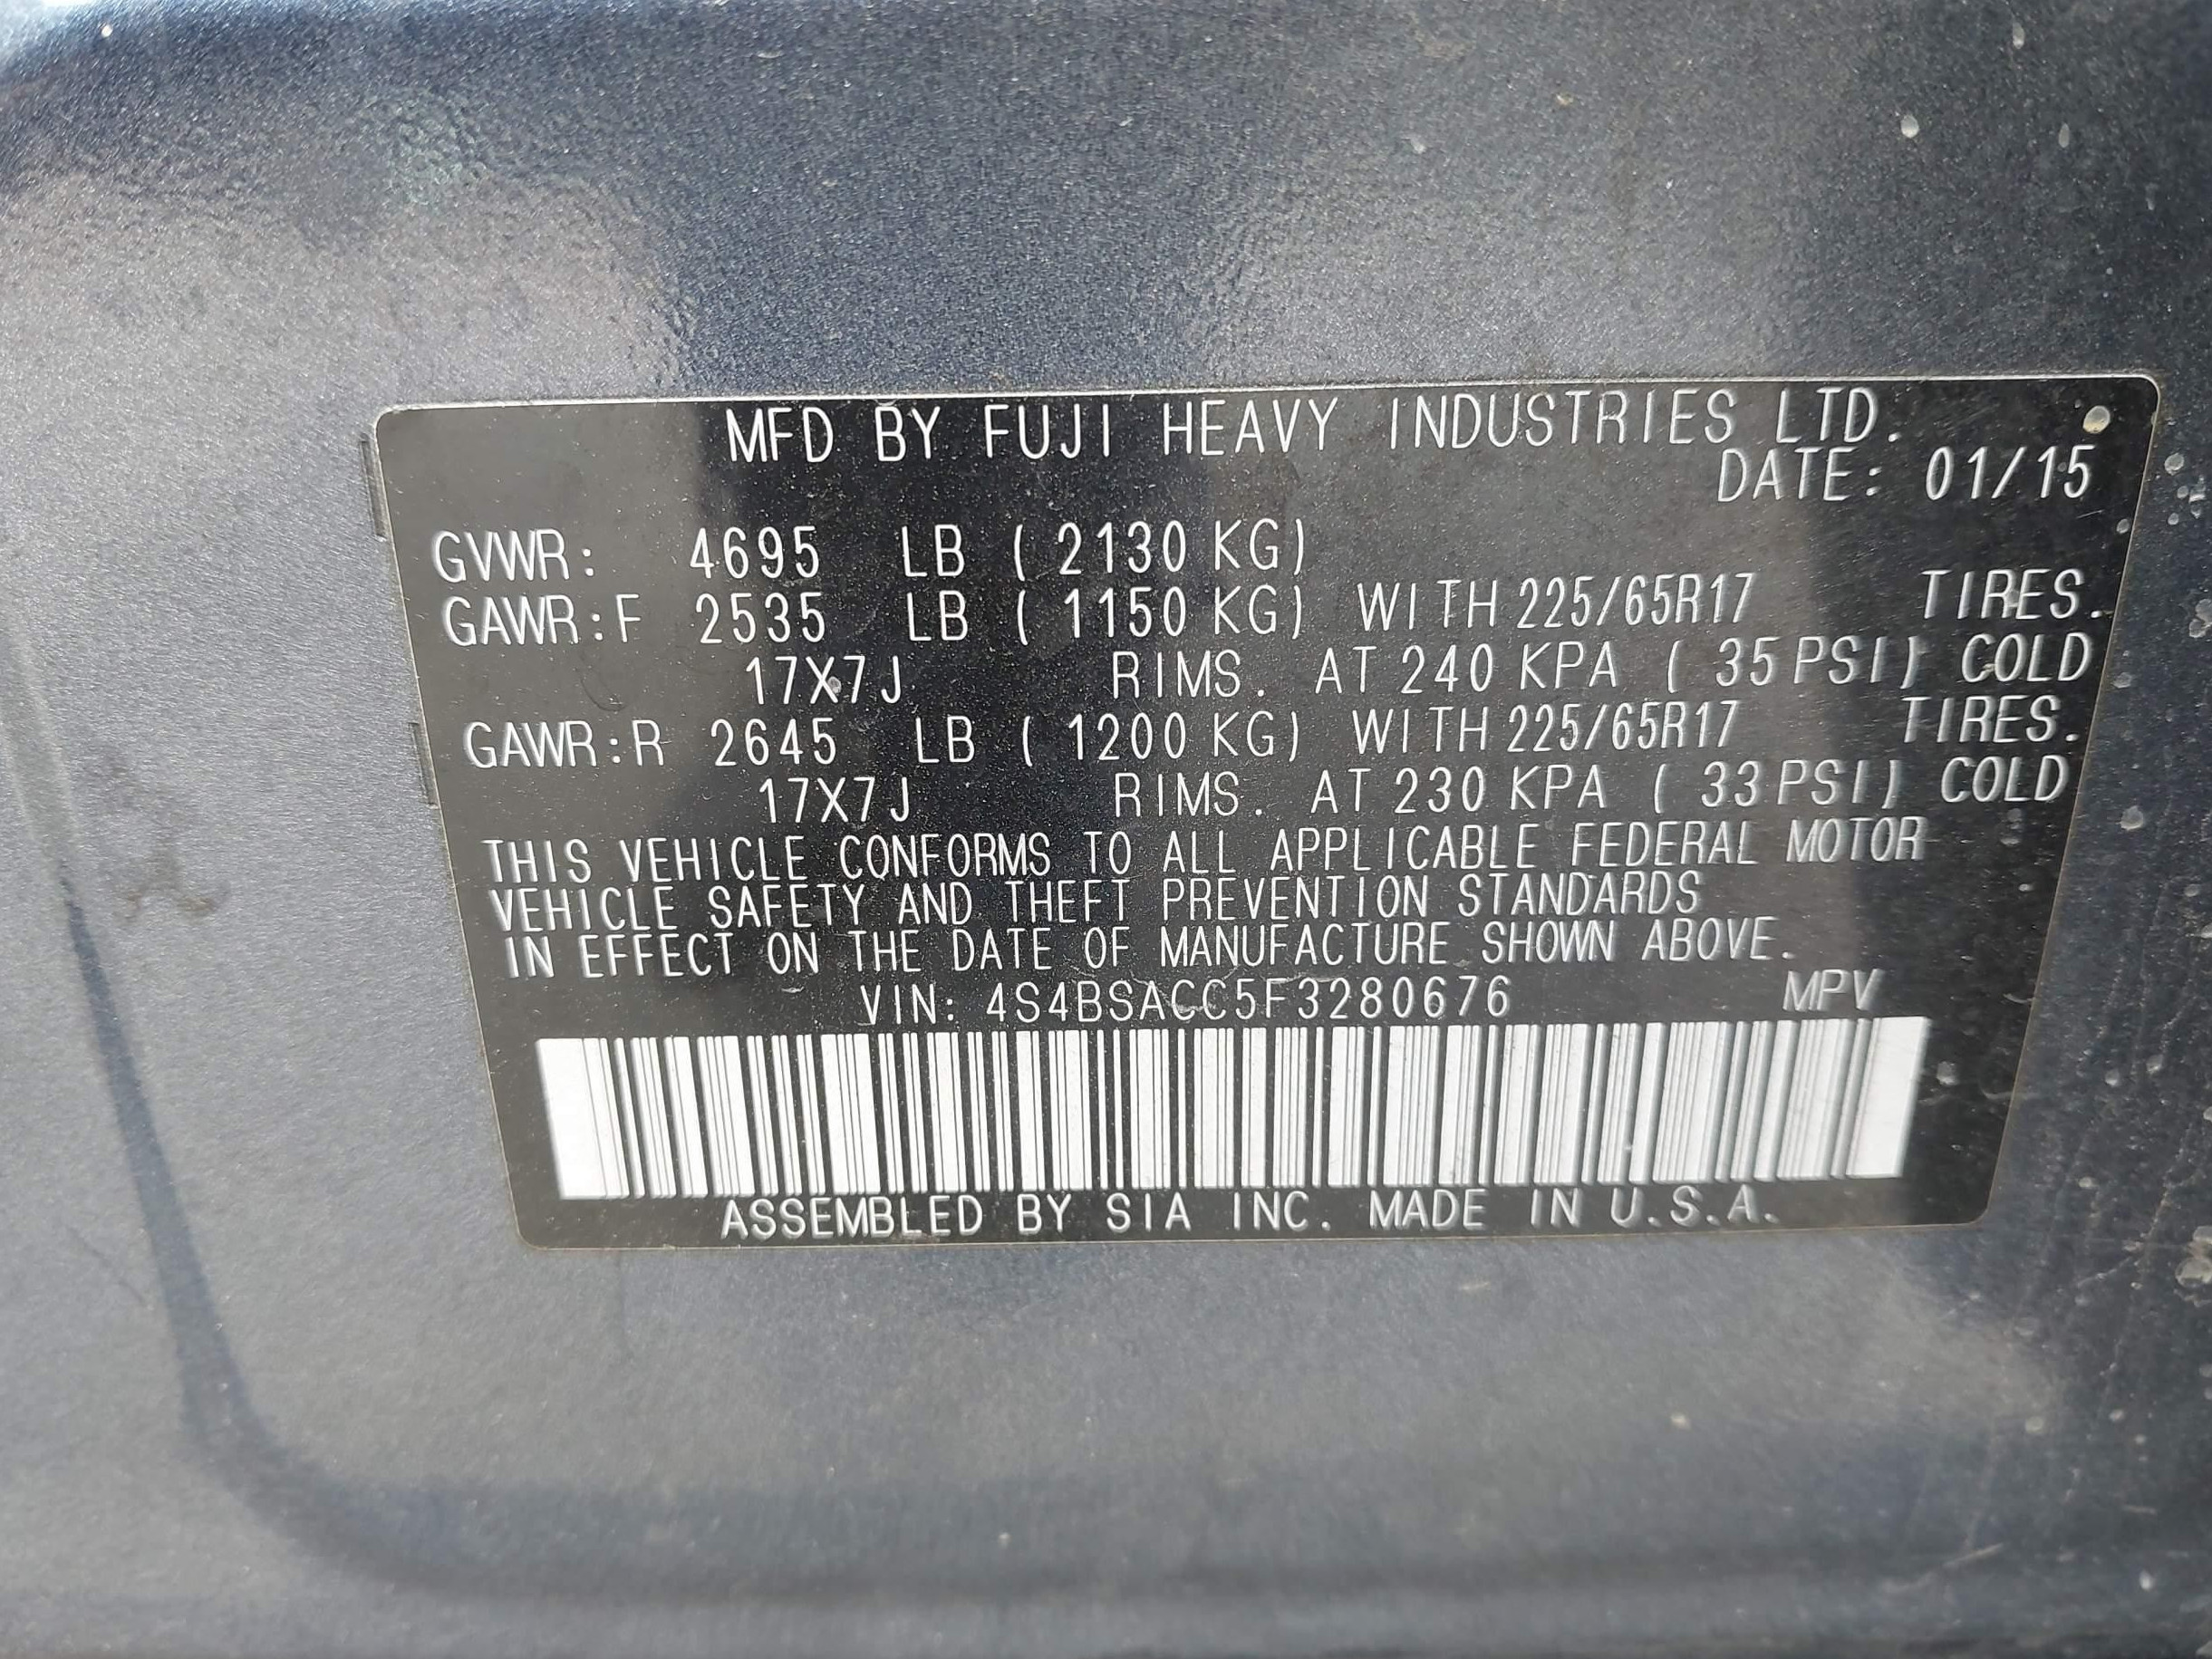 MFD BY FUJI HEAVY INDUSTRIES LTD.
DATE: 01/15
GVWR: 4695 LB ( 2130 KG)
GAWR:F 2535 LB ( 1150 KG) WITH 225/65R17 TIRES.
17X7J RIMS. AT 240 KPA ( 35 PSI) COLD
GAWR:R 2645 LB ( 1200 KG) WITH 225/65R17 TIRES.
17X7J RIMS. AT 230 KPA ( 33 PSI) COLD
THIS VEHICLE CONFORMS TO ALL APPLICABLE FEDERAL MOTOR
VEHICLE SAFETY AND THEFT PREVENTION STANDARDS
IN EFFECT ON THE DATE OF MANUFACTURE SHOWN ABOVE.
VIN: 4S4BSACC5F3280676 MPV
ASSEMBLED BY SIA INC. MADE IN U.S.A.